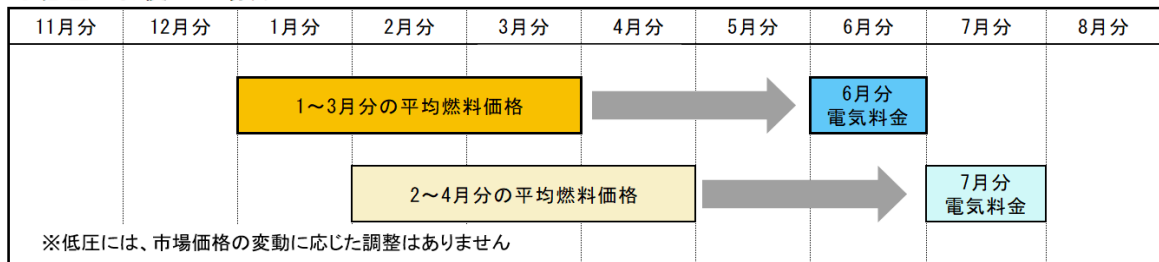 11月分 12月分 1月分 2月分 3月分 4月分 5月分 6月分 7月分 8月分
1～3月分の平均燃料価格
6月分
電気料金
2～4月分の平均燃料価格
7月分
電気料金
※低圧には、市場価格の変動に応じた調整はありません